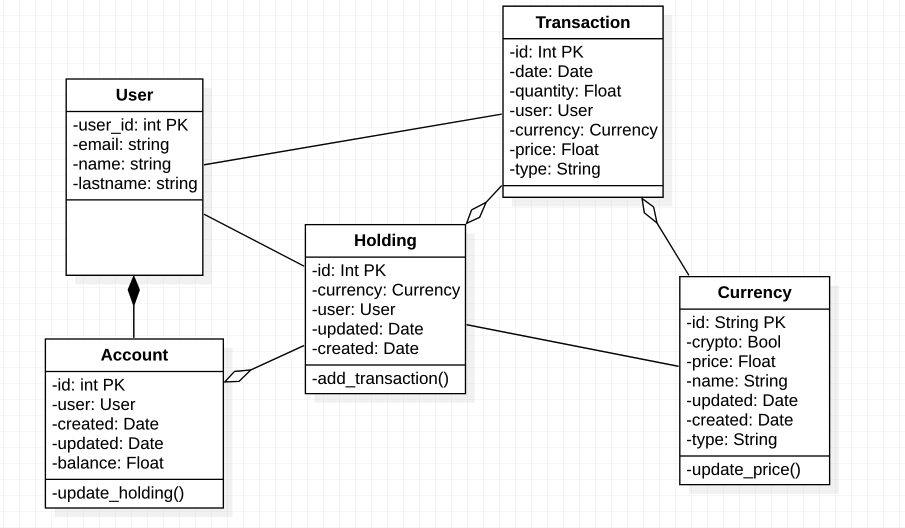 Transaction
-id: Int PK
-date: Date
-quantity: Float
-user: User
-currency: Currency
-price: Float
-type: String
User
-user_id: int PK
-email: string
-name: string
-lastname: string
Holding
-id: Int PK
-currency: Currency
-user: User
-updated: Date
-created: Date
-add_transaction()
Currency
-id: String PK
-crypto: Bool
-price: Float
-name: String
-updated: Date
-created: Date
-type: String
-update_price()
Account
-id: int PK
-user: User
-created: Date
-updated: Date
-balance: Float
-update_holding()